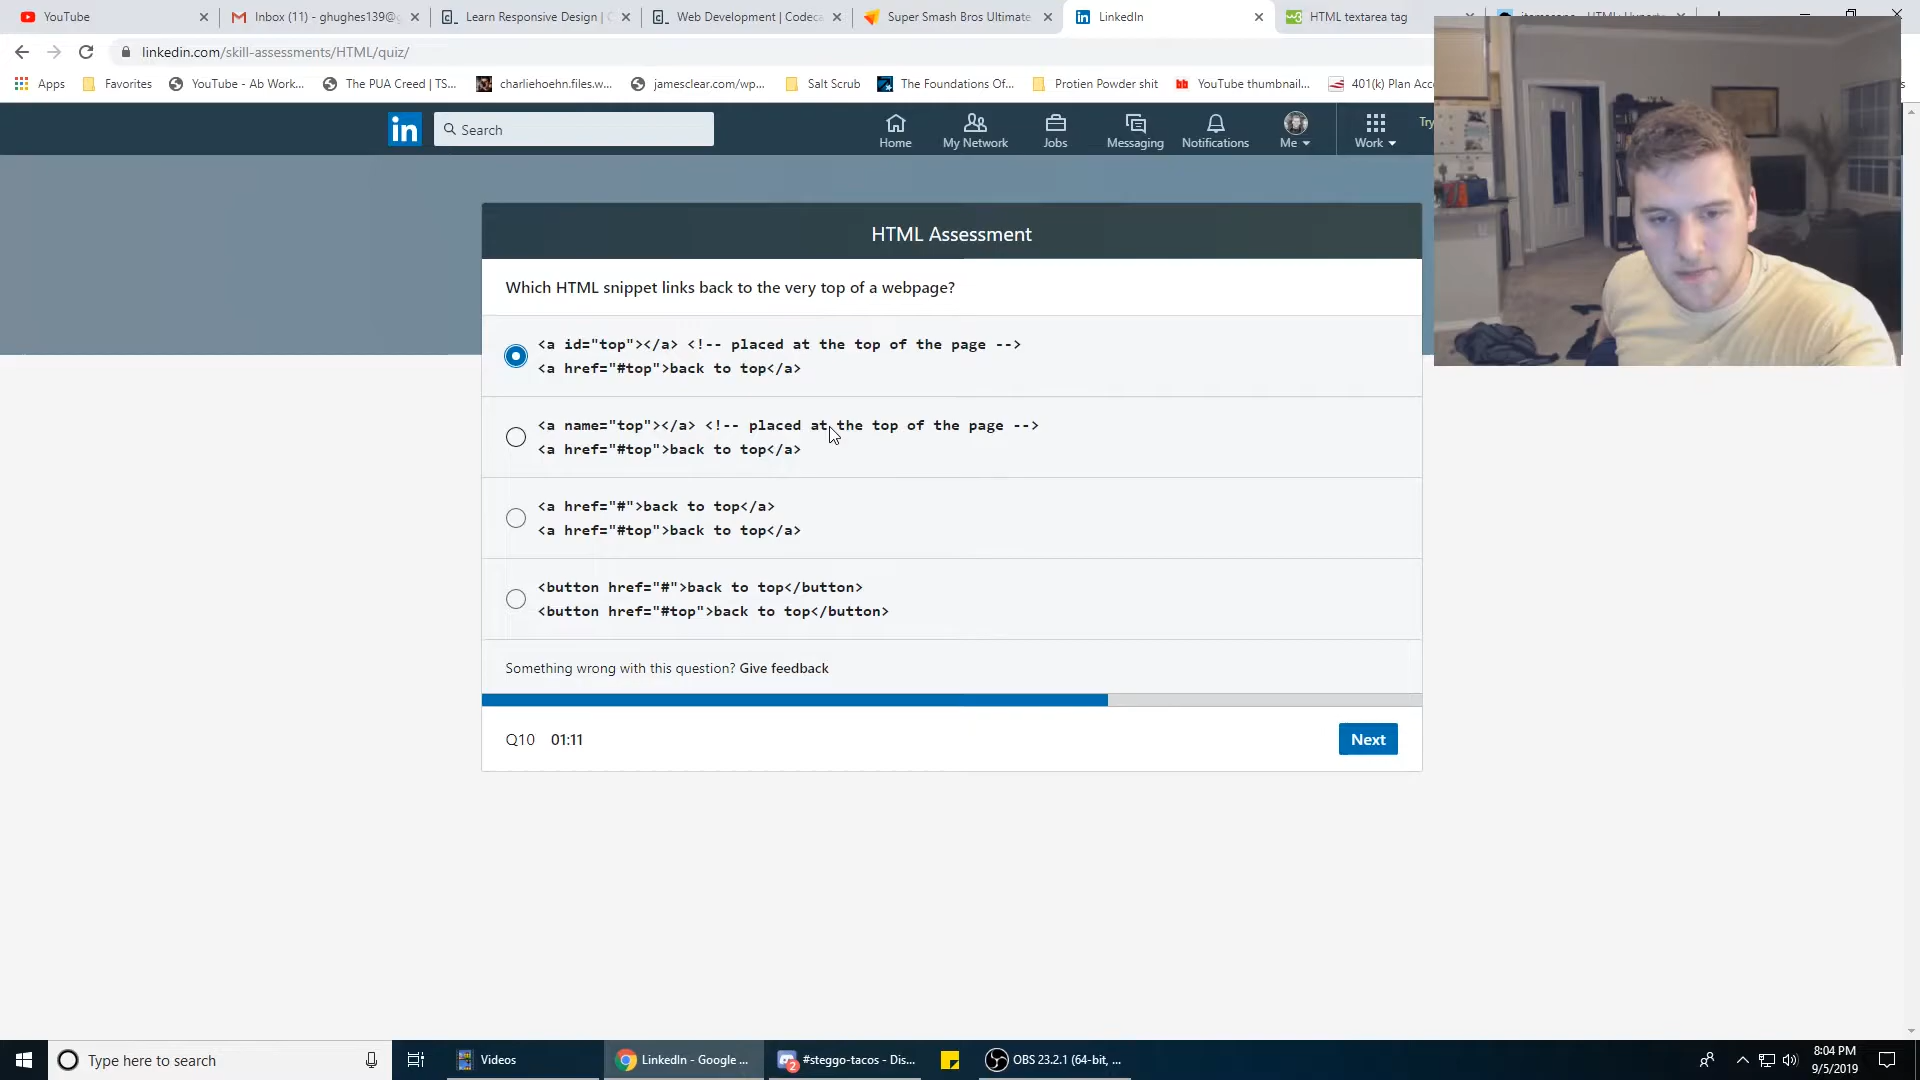 YouTube
Inbox (11) - ghughes139@g
Learn Responsive Design | C
Web Development | Codeca
Super Smash Bros Ultimate
LinkedIn
HTML textarea tag
linkedin.com/skill-assessments/HTML/quiz/
Apps
Favorites
YouTube - Ab Work...
The PUA Creed | TS...
charliehoehn.files.w...
jamesclear.com/wp...
Salt Scrub
The Foundations Of...
Protien Powder shit
YouTube thumbnail...
401(k) Plan Acc
in
Search
Home
My Network
Jobs
Messaging
Notifications
Me
Work
Try
HTML Assessment
Which HTML snippet links back to the very top of a webpage?
<a id="top"></a> <!-- placed at the top of the page -->
<a href="#top">back to top</a>
<a name="top"></a> <!-- placed at the top of the page -->
<a href="#top">back to top</a>
<a href="#">back to top</a>
<a href="#top">back to top</a>
<button href="#">back to top</button>
<button href="#top">back to top</button>
Something wrong with this question? Give feedback
Q10 01:11
Next
Type here to search
Videos
LinkedIn - Google ...
2
#steggo-tacos - Dis...
OBS 23.2.1 (64-bit, ...
8:04 PM
9/5/2019